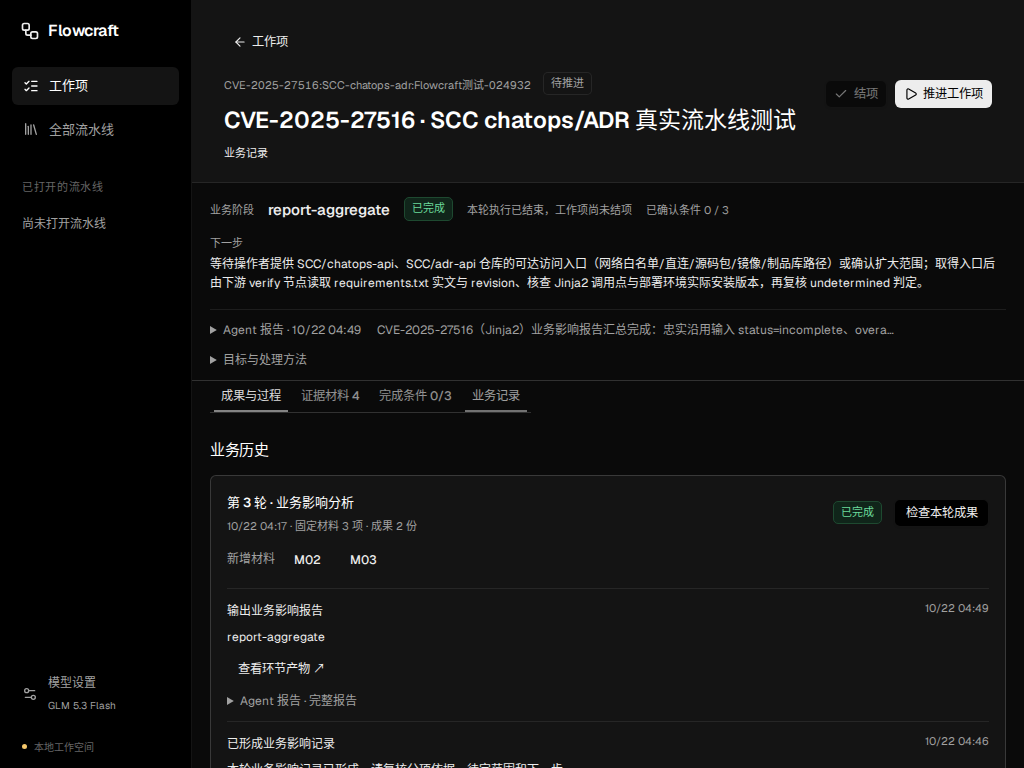 Flowcraft
工作项
全部流水线
已打开的流水线
尚未打开流水线
模型设置
GLM 5.3 Flash
本地工作空间
工作项
CVE-2025-27516:SCC-chatops-adr:Flowcraft测试-024932 待推进
结项 推进工作项
CVE-2025-27516 · SCC chatops/ADR 真实流水线测试
业务记录
业务阶段 report-aggregate 已完成 本轮执行已结束，工作项尚未结项 已确认条件 0 / 3
下一步
等待操作者提供 SCC/chatops-api、SCC/adr-api 仓库的可达访问入口（网络白名单/直连/源码包/镜像/制品库路径）或确认扩大范围；取得入口后
由下游 verify 节点读取 requirements.txt 实文与 revision、核查 Jinja2 调用点与部署环境实际安装版本，再复核 undetermined 判定。
Agent 报告 · 10/22 04:49 CVE-2025-27516（Jinja2）业务影响报告汇总完成：忠实沿用输入 status=incomplete、overa…
目标与处理方法
成果与过程 证据材料 4 完成条件 0/3 业务记录
业务历史
第 3 轮 · 业务影响分析
10/22 04:17 · 固定材料 3 项 · 成果 2 份
已完成 检查本轮成果
新增材料 M02 M03
输出业务影响报告 10/22 04:49
report-aggregate
查看环节产物 ↗
Agent 报告 · 完整报告
已形成业务影响记录 10/22 04:46